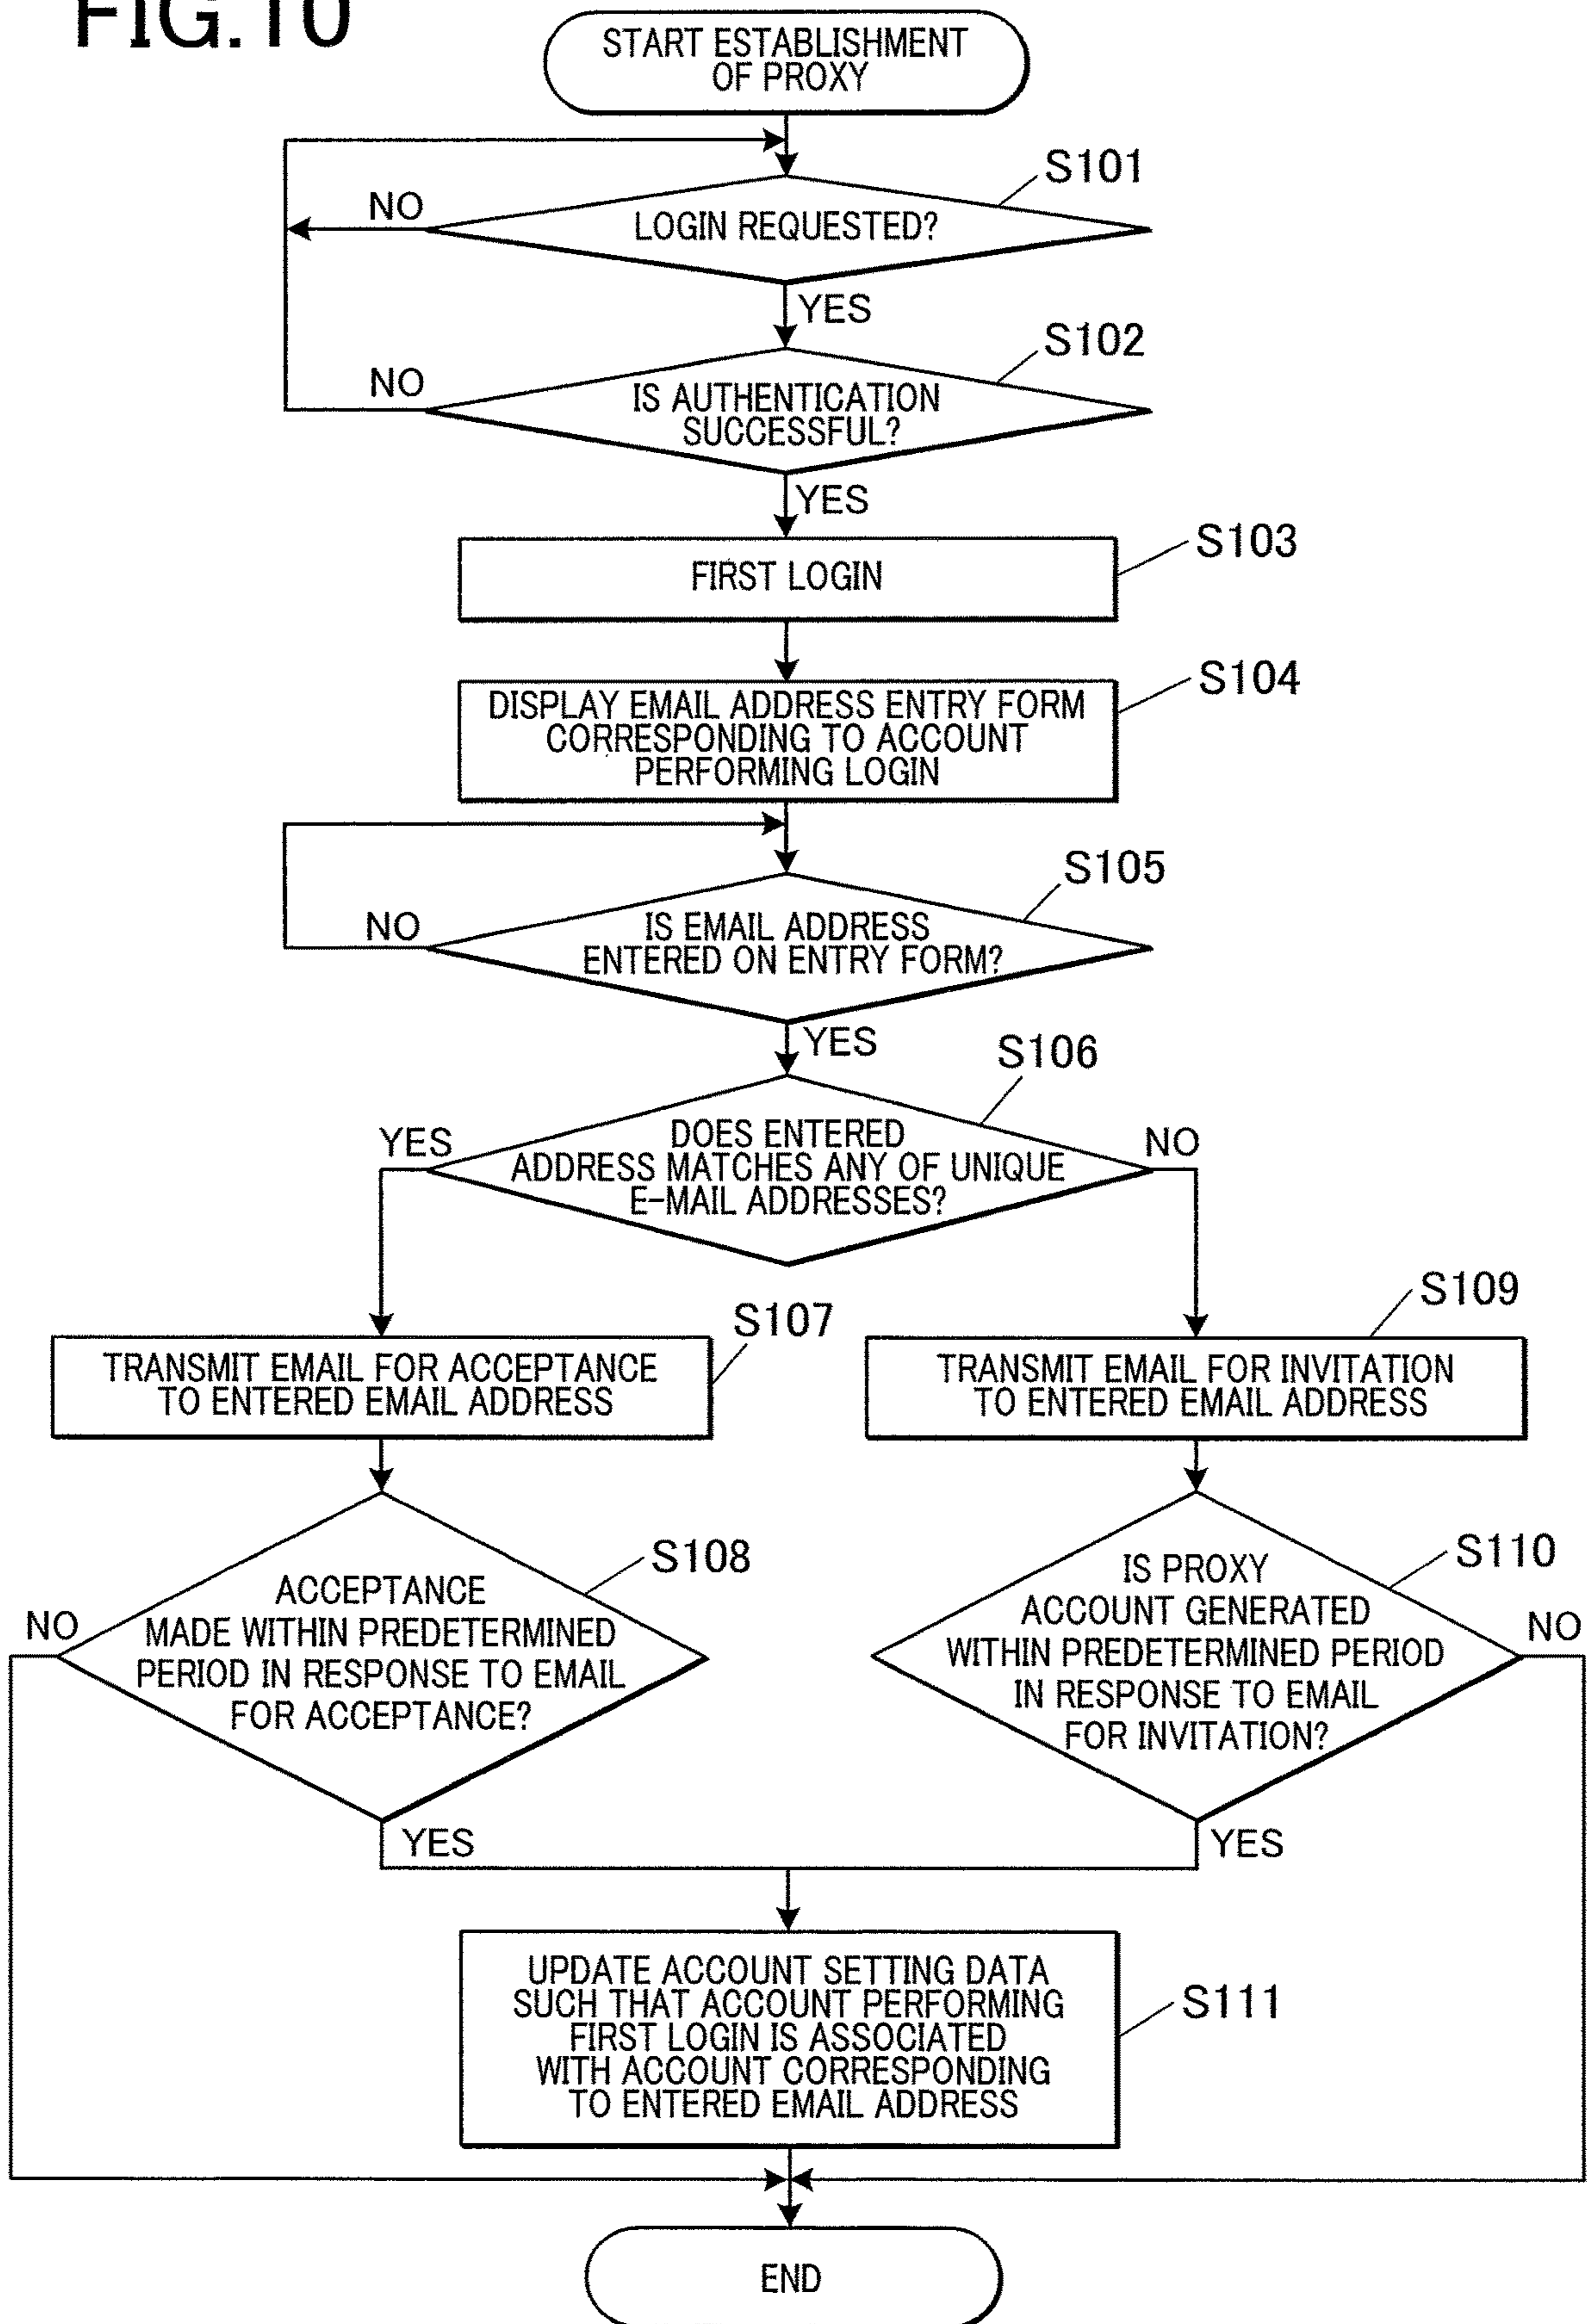 FIG.10
START ESTABLISHMENT
OF PROXY
S101
NO
LOGIN REQUESTED?
YES
S102
NO
IS AUTHENTICATION
SUCCESSFUL?
YES
S103
FIRST LOGIN
S104
DISPLAY EMAIL ADDRESS ENTRY FORM
CORRESPONDING TO ACCOUNT
PERFORMING LOGIN
S105
NO
IS EMAIL ADDRESS
ENTERED ON ENTRY FORM?
YES
S106
YES
DOES ENTERED
ADDRESS MATCHES ANY OF UNIQUE
E-MAIL ADDRESSES?
NO
S107
TRANSMIT EMAIL FOR ACCEPTANCE
TO ENTERED EMAIL ADDRESS
S109
TRANSMIT EMAIL FOR INVITATION
TO ENTERED EMAIL ADDRESS
S108
NO
ACCEPTANCE
MADE WITHIN PREDETERMINED
PERIOD IN RESPONSE TO EMAIL
FOR ACCEPTANCE?
YES
S110
IS PROXY
ACCOUNT GENERATED
WITHIN PREDETERMINED PERIOD
IN RESPONSE TO EMAIL
FOR INVITATION?
NO
YES
UPDATE ACCOUNT SETTING DATA
SUCH THAT ACCOUNT PERFORMING
FIRST LOGIN IS ASSOCIATED
WITH ACCOUNT CORRESPONDING
TO ENTERED EMAIL ADDRESS
S111
END